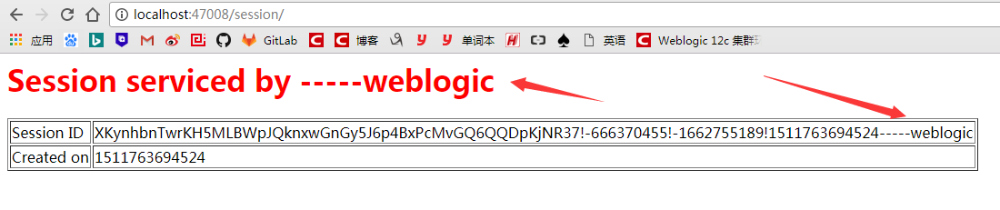 localhost:47008/session/
应用 GitLab 博客 单词本 英语 Weblogic 12c 集群
Session serviced by -----weblogic
Session ID XKynhbnTwrKH5MLBWpJQknxwGnGy5J6p4BxPcMvGQ6QQDpKjNR37!-666370455!-1662755189!1511763694524-----weblogic
Created on 1511763694524